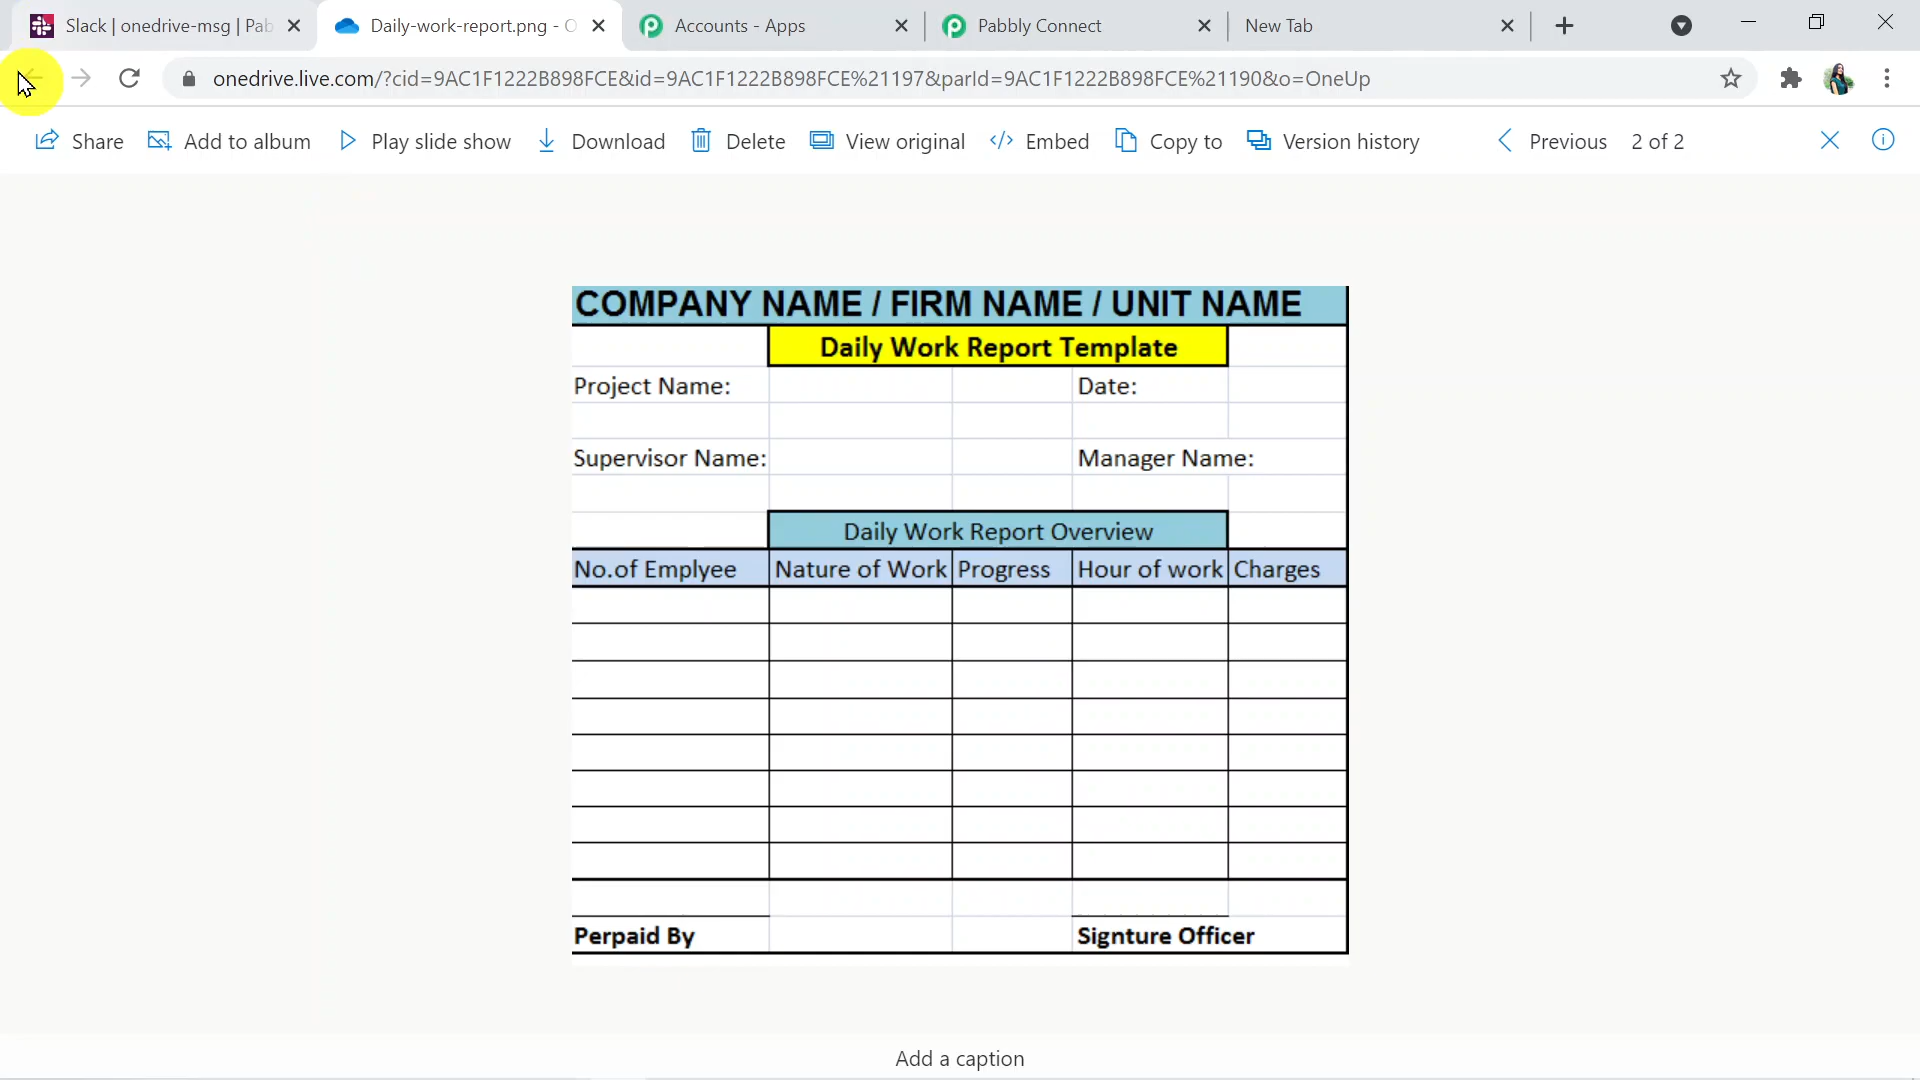 Slack | onedrive-msg | Pab
Daily-work-report.png - O
Accounts - Apps
Pabbly Connect
New Tab
onedrive.live.com/?cid=9AC1F1222B898FCE&id=9AC1F1222B898FCE%21197&parId=9AC1F1222B898FCE%21190&o=OneUp
Share
Add to album
Play slide show
Download
Delete
View original
Embed
Copy to
Version history
Previous
2 of 2
COMPANY NAME / FIRM NAME / UNIT NAME
Daily Work Report Template
Project Name:
Date:
Supervisor Name:
Manager Name:
Daily Work Report Overview
No.of Emplyee
Nature of Work
Progress
Hour of work
Charges
Perpaid By
Signture Officer
Add a caption